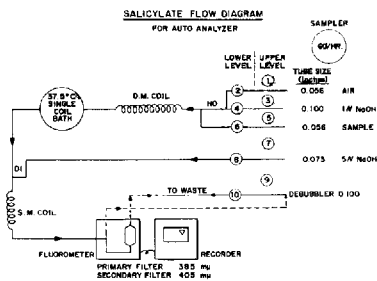 SALICYLATE FLOW DIAGRAM
FOR AUTO ANALYZER
SAMPLER
60/HR.
LOWER LEVEL
UPPER LEVEL
TUBE SIZE
(inches)
37.5°C
SINGLE
COIL
BATH
D.M. COIL
HO
1
2 0.056 AIR
3
4 0.100 1N NaOH
5
6 0.056 SAMPLE
7
8 0.073 5N NaOH
9
10 DEBUBBLER 0.100
DI
TO WASTE
S.M. COIL
FLUOROMETER
RECORDER
PRIMARY FILTER 385 mμ
SECONDARY FILTER 405 mμ